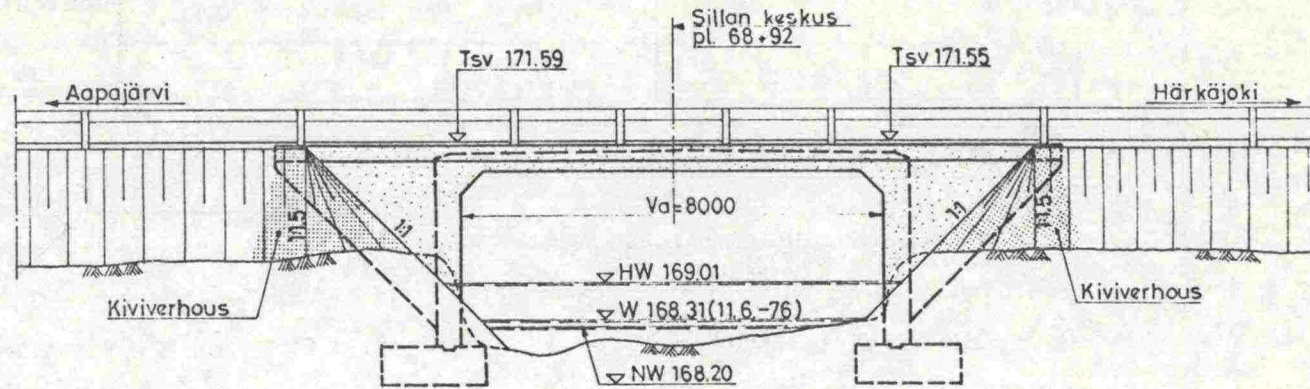 Sillan keskus
pl. 68+92
Tsv 171.59
Tsv 171.55
Aapajärvi
Härkäjoki
1:1,5
1:1
Va=8000
1:1
1:1,5
HW 169.01
Kiviverhous
W 168.31(11.6.-76)
Kiviverhous
NW 168.20